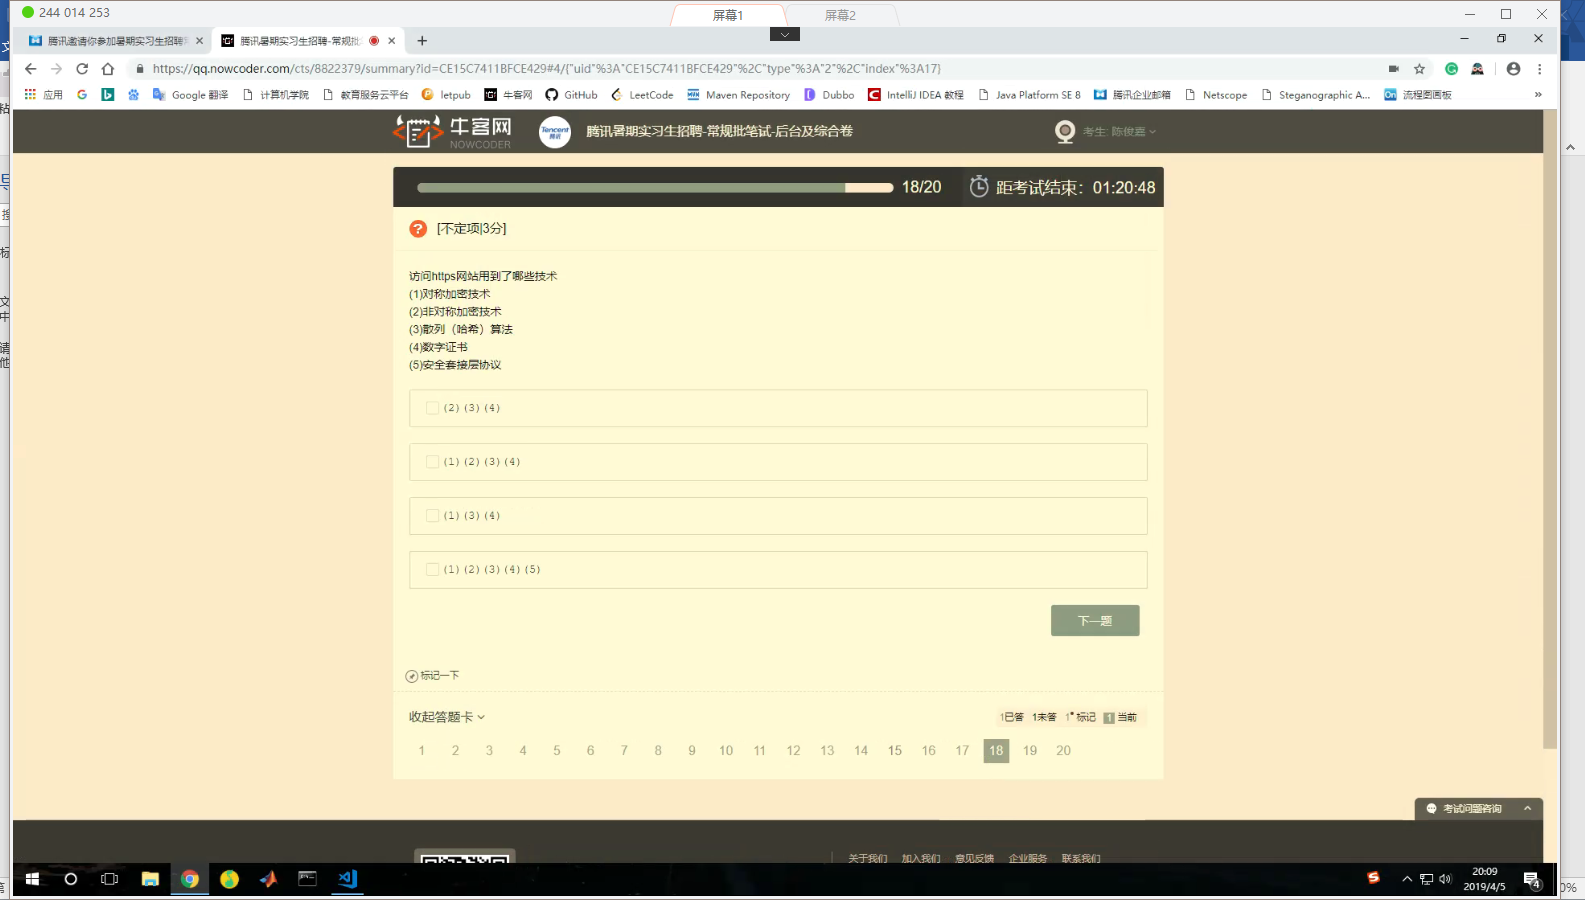 244 014 253
屏幕1
屏幕2
腾讯邀请你参加暑期实习生招聘
腾讯暑期实习生招聘-常规批
https://qq.nowcoder.com/cts/8822379/summary?id=CE15C7411BFCE429#4/{"uid"%3A"CE15C7411BFCE429"%2C"type"%3A"2"%2C"index"%3A17}
应用
Google 翻译
计算机学院
教育服务云平台
letpub
牛客网
GitHub
LeetCode
Maven Repository
Dubbo
IntelliJ IDEA 教程
Java Platform SE 8
腾讯企业邮箱
Netscope
Steganographic A...
On
流程图画板
»
牛客网
NOWCODER
Tencent
腾讯
腾讯暑期实习生招聘-常规批笔试-后台及综合卷
考生: 陈俊嘉
18/20
距考试结束：01:20:48
? [不定项|3分]
访问https网站用到了哪些技术
(1)对称加密技术
(2)非对称加密技术
(3)散列（哈希）算法
(4)数字证书
(5)安全套接层协议
(2)(3)(4)
(1)(2)(3)(4)
(1)(3)(4)
(1)(2)(3)(4)(5)
下一题
标记一下
收起答题卡
1已答 1未答 1*标记 1 当前
1 2 3 4 5 6 7 8 9 10 11 12 13 14 15 16 17 18 19 20
考试问题咨询
关于我们 加入我们 意见反馈 企业服务 联系我们
20:09
2019/4/5
4
0%